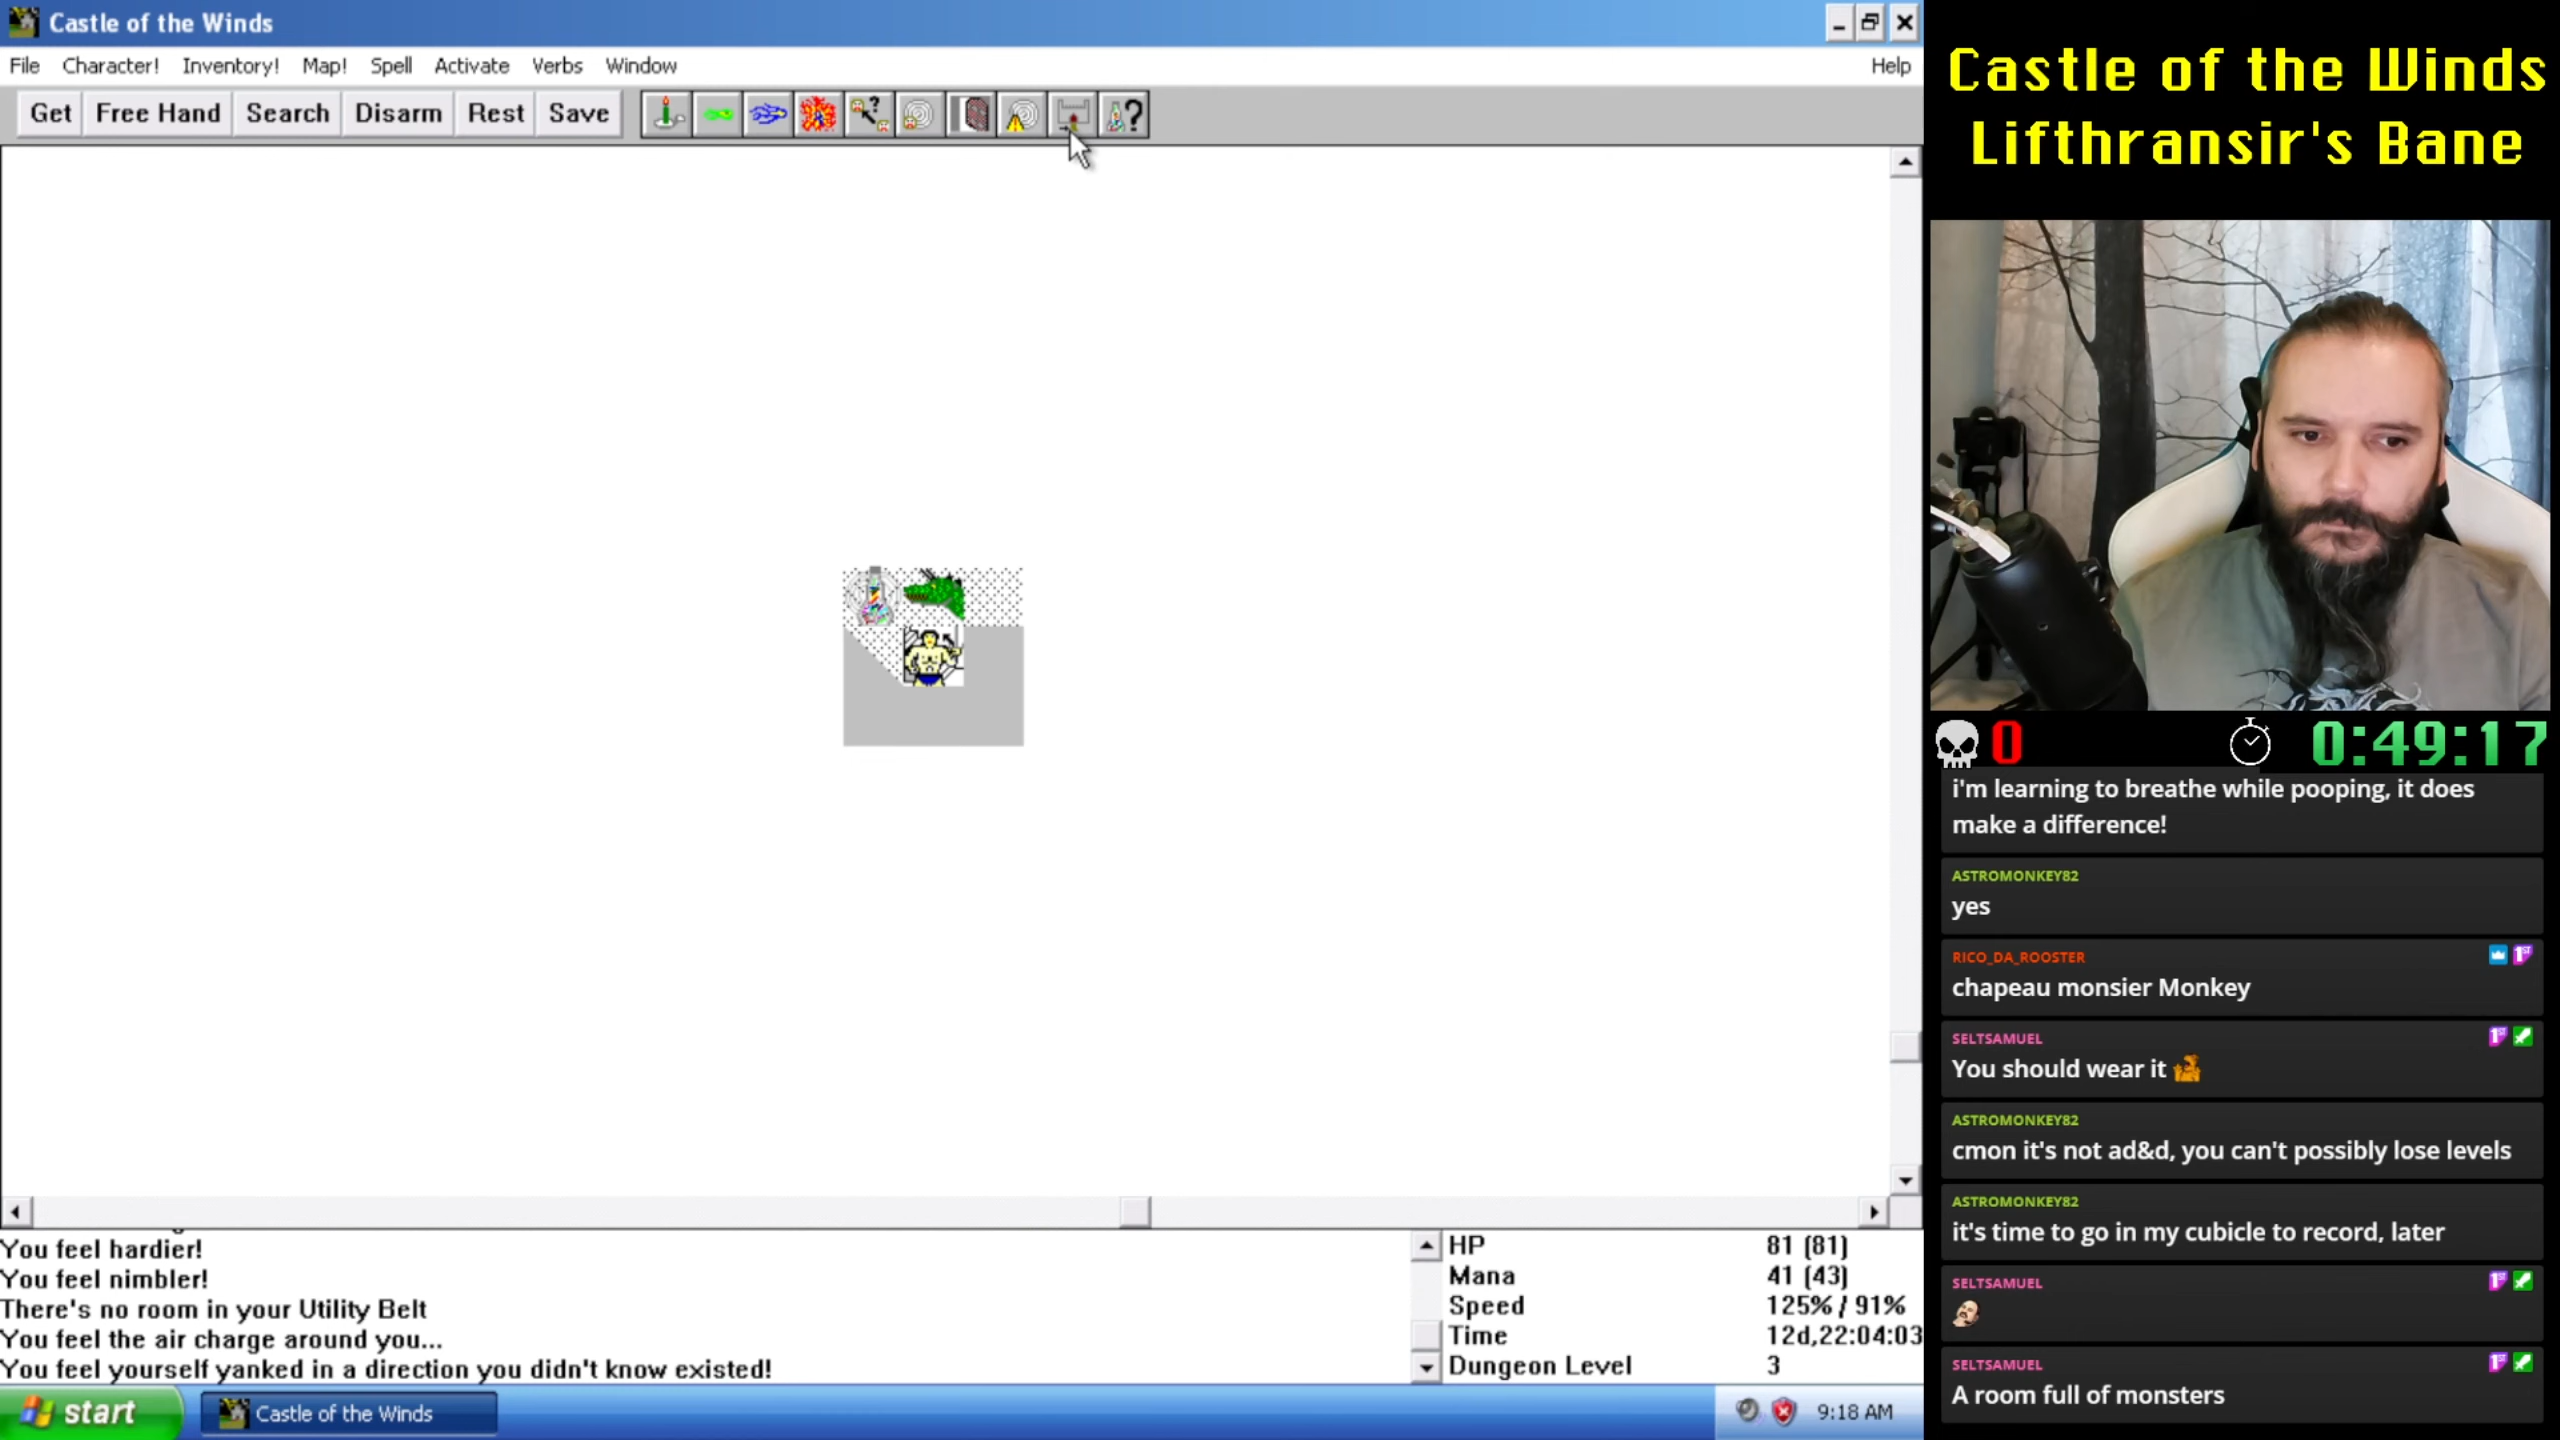 Castle of the Winds
File Character! Inventory! Map! Spell Activate Verbs Window Help
Get Free Hand Search Disarm Rest Save
?
You feel hardier!
You feel nimbler!
There's no room in your Utility Belt
You feel the air charge around you...
You feel yourself yanked in a direction you didn't know existed!
HP 81 (81)
Mana 41 (43)
Speed 125% / 91%
Time 12d,22:04:03
Dungeon Level 3
start Castle of the Winds 9:18 AM
Castle of the Winds
Lifthransir's Bane
0 0:49:17
i'm learning to breathe while pooping, it does
make a difference!
ASTROMONKEY82
yes
RICO_DA_ROOSTER
chapeau monsier Monkey
SELTSAMUEL
You should wear it
ASTROMONKEY82
cmon it's not ad&d, you can't possibly lose levels
ASTROMONKEY82
it's time to go in my cubicle to record, later
SELTSAMUEL
SELTSAMUEL
A room full of monsters